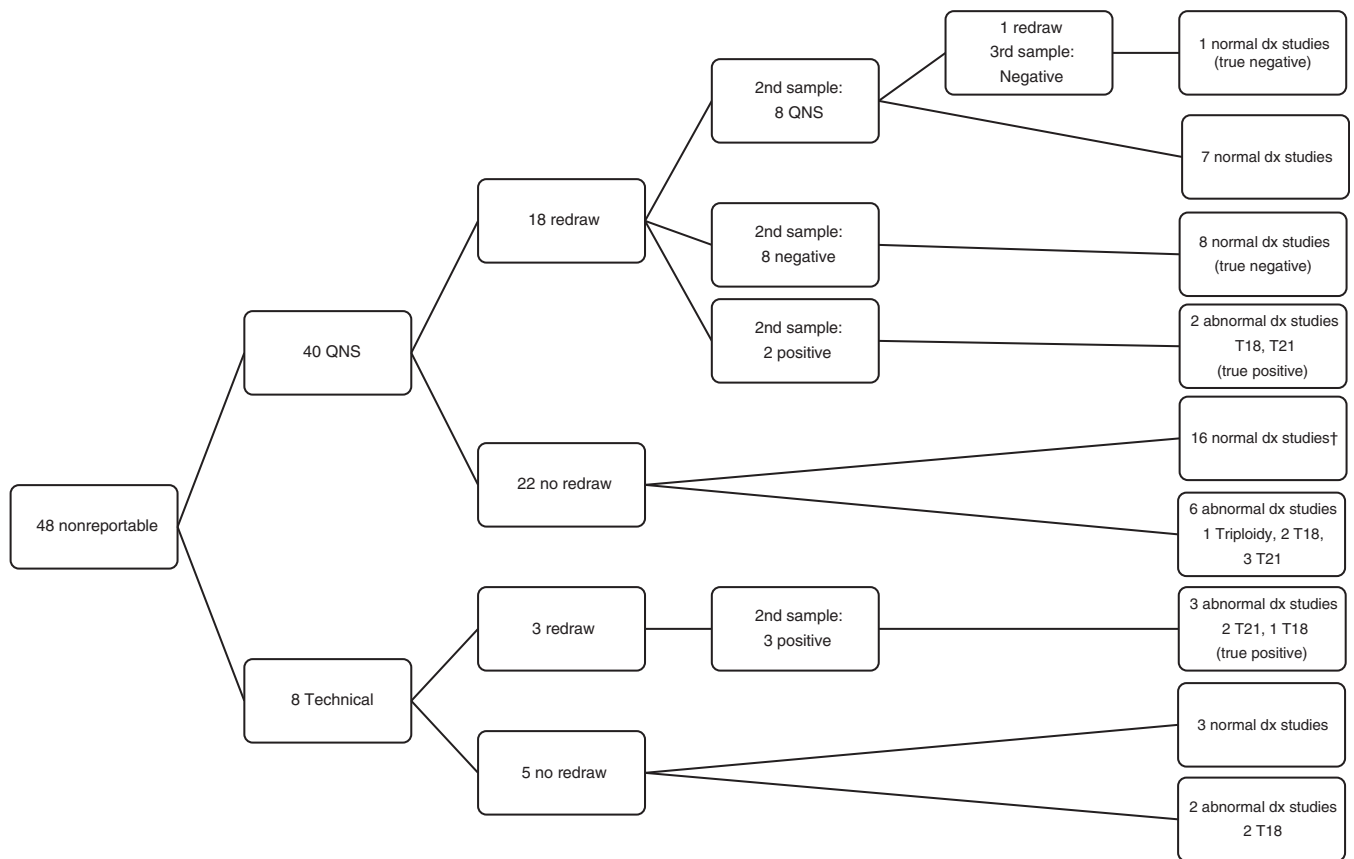 48 nonreportable
40 QNS
8 Technical
18 redraw
22 no redraw
3 redraw
5 no redraw
2nd sample:
8 QNS
2nd sample:
8 negative
2nd sample:
2 positive
2nd sample:
3 positive
1 redraw
3rd sample:
Negative
1 normal dx studies
(true negative)
7 normal dx studies
8 normal dx studies
(true negative)
2 abnormal dx studies
T18, T21
(true positive)
16 normal dx studies†
6 abnormal dx studies
1 Triploidy, 2 T18,
3 T21
3 abnormal dx studies
2 T21, 1 T18
(true positive)
3 normal dx studies
2 abnormal dx studies
2 T18